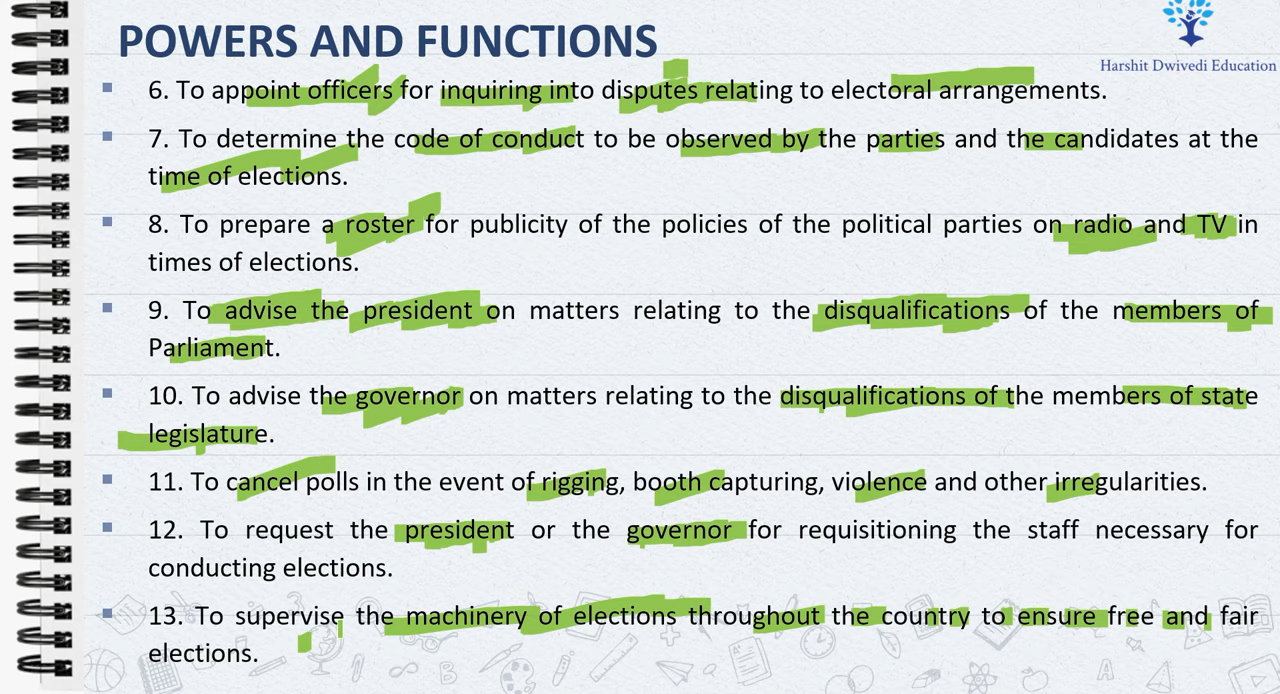 POWERS AND FUNCTIONS
Harshit Dwivedi Education
6. To appoint officers for inquiring into disputes relating to electoral arrangements.
7. To determine the code of conduct to be observed by the parties and the candidates at the
time of elections.
8. To prepare a roster for publicity of the policies of the political parties on radio and TV in
times of elections.
9. To advise the president on matters relating to the disqualifications of the members of
Parliament.
10. To advise the governor on matters relating to the disqualifications of the members of state
legislature.
11. To cancel polls in the event of rigging, booth capturing, violence and other irregularities.
12. To request the president or the governor for requisitioning the staff necessary for
conducting elections.
13. To supervise the machinery of elections throughout the country to ensure free and fair
elections.